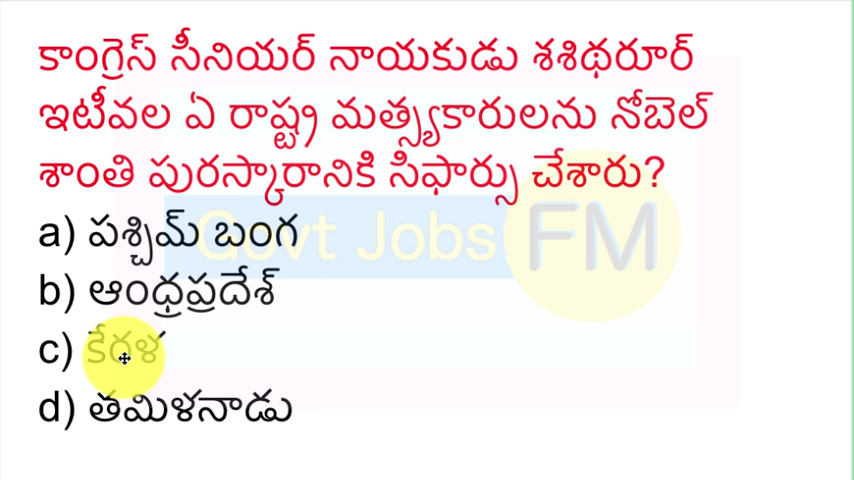 కాంగ్రెస్ సీనియర్ నాయకుడు శశిథరూర్
ఇటీవల ఏ రాష్ట్ర మత్స్యకారులను నోబెల్
శాంతి పురస్కారానికి సిఫార్సు చేశారు?
a) పశ్చిమ్ బంగ
b) ఆంధ్రప్రదేశ్
c) కేరళ
d) తమిళనాడు
Govt Jobs FM